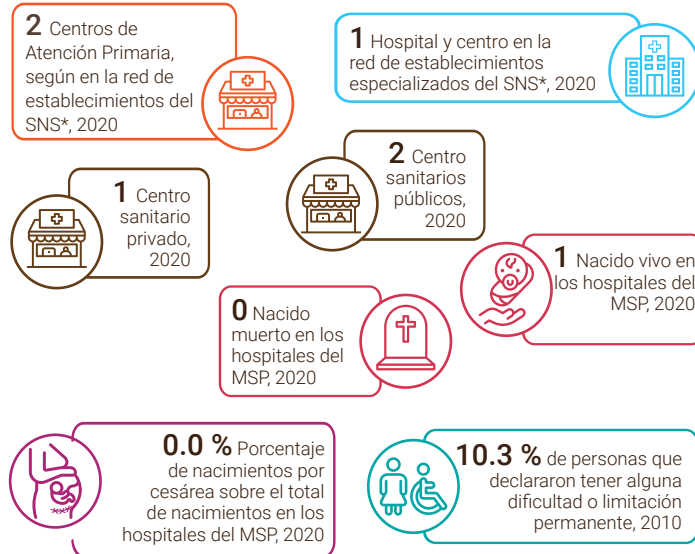 2 Centros de
Atención Primaria,
según en la red de
establecimientos del
SNS*, 2020
1 Hospital y centro en la
red de establecimientos
especializados del SNS*, 2020
1 Centro
sanitario
privado,
2020
2 Centro
sanitarios
públicos,
2020
1 Nacido vivo en
los hospitales del
MSP, 2020
0 Nacido
muerto en los
hospitales del
MSP, 2020
0.0 % Porcentaje
de nacimientos por
cesárea sobre el total
de nacimientos en los
hospitales del MSP, 2020
10.3 % de personas que
declararon tener alguna
dificultad o limitación
permanente, 2010